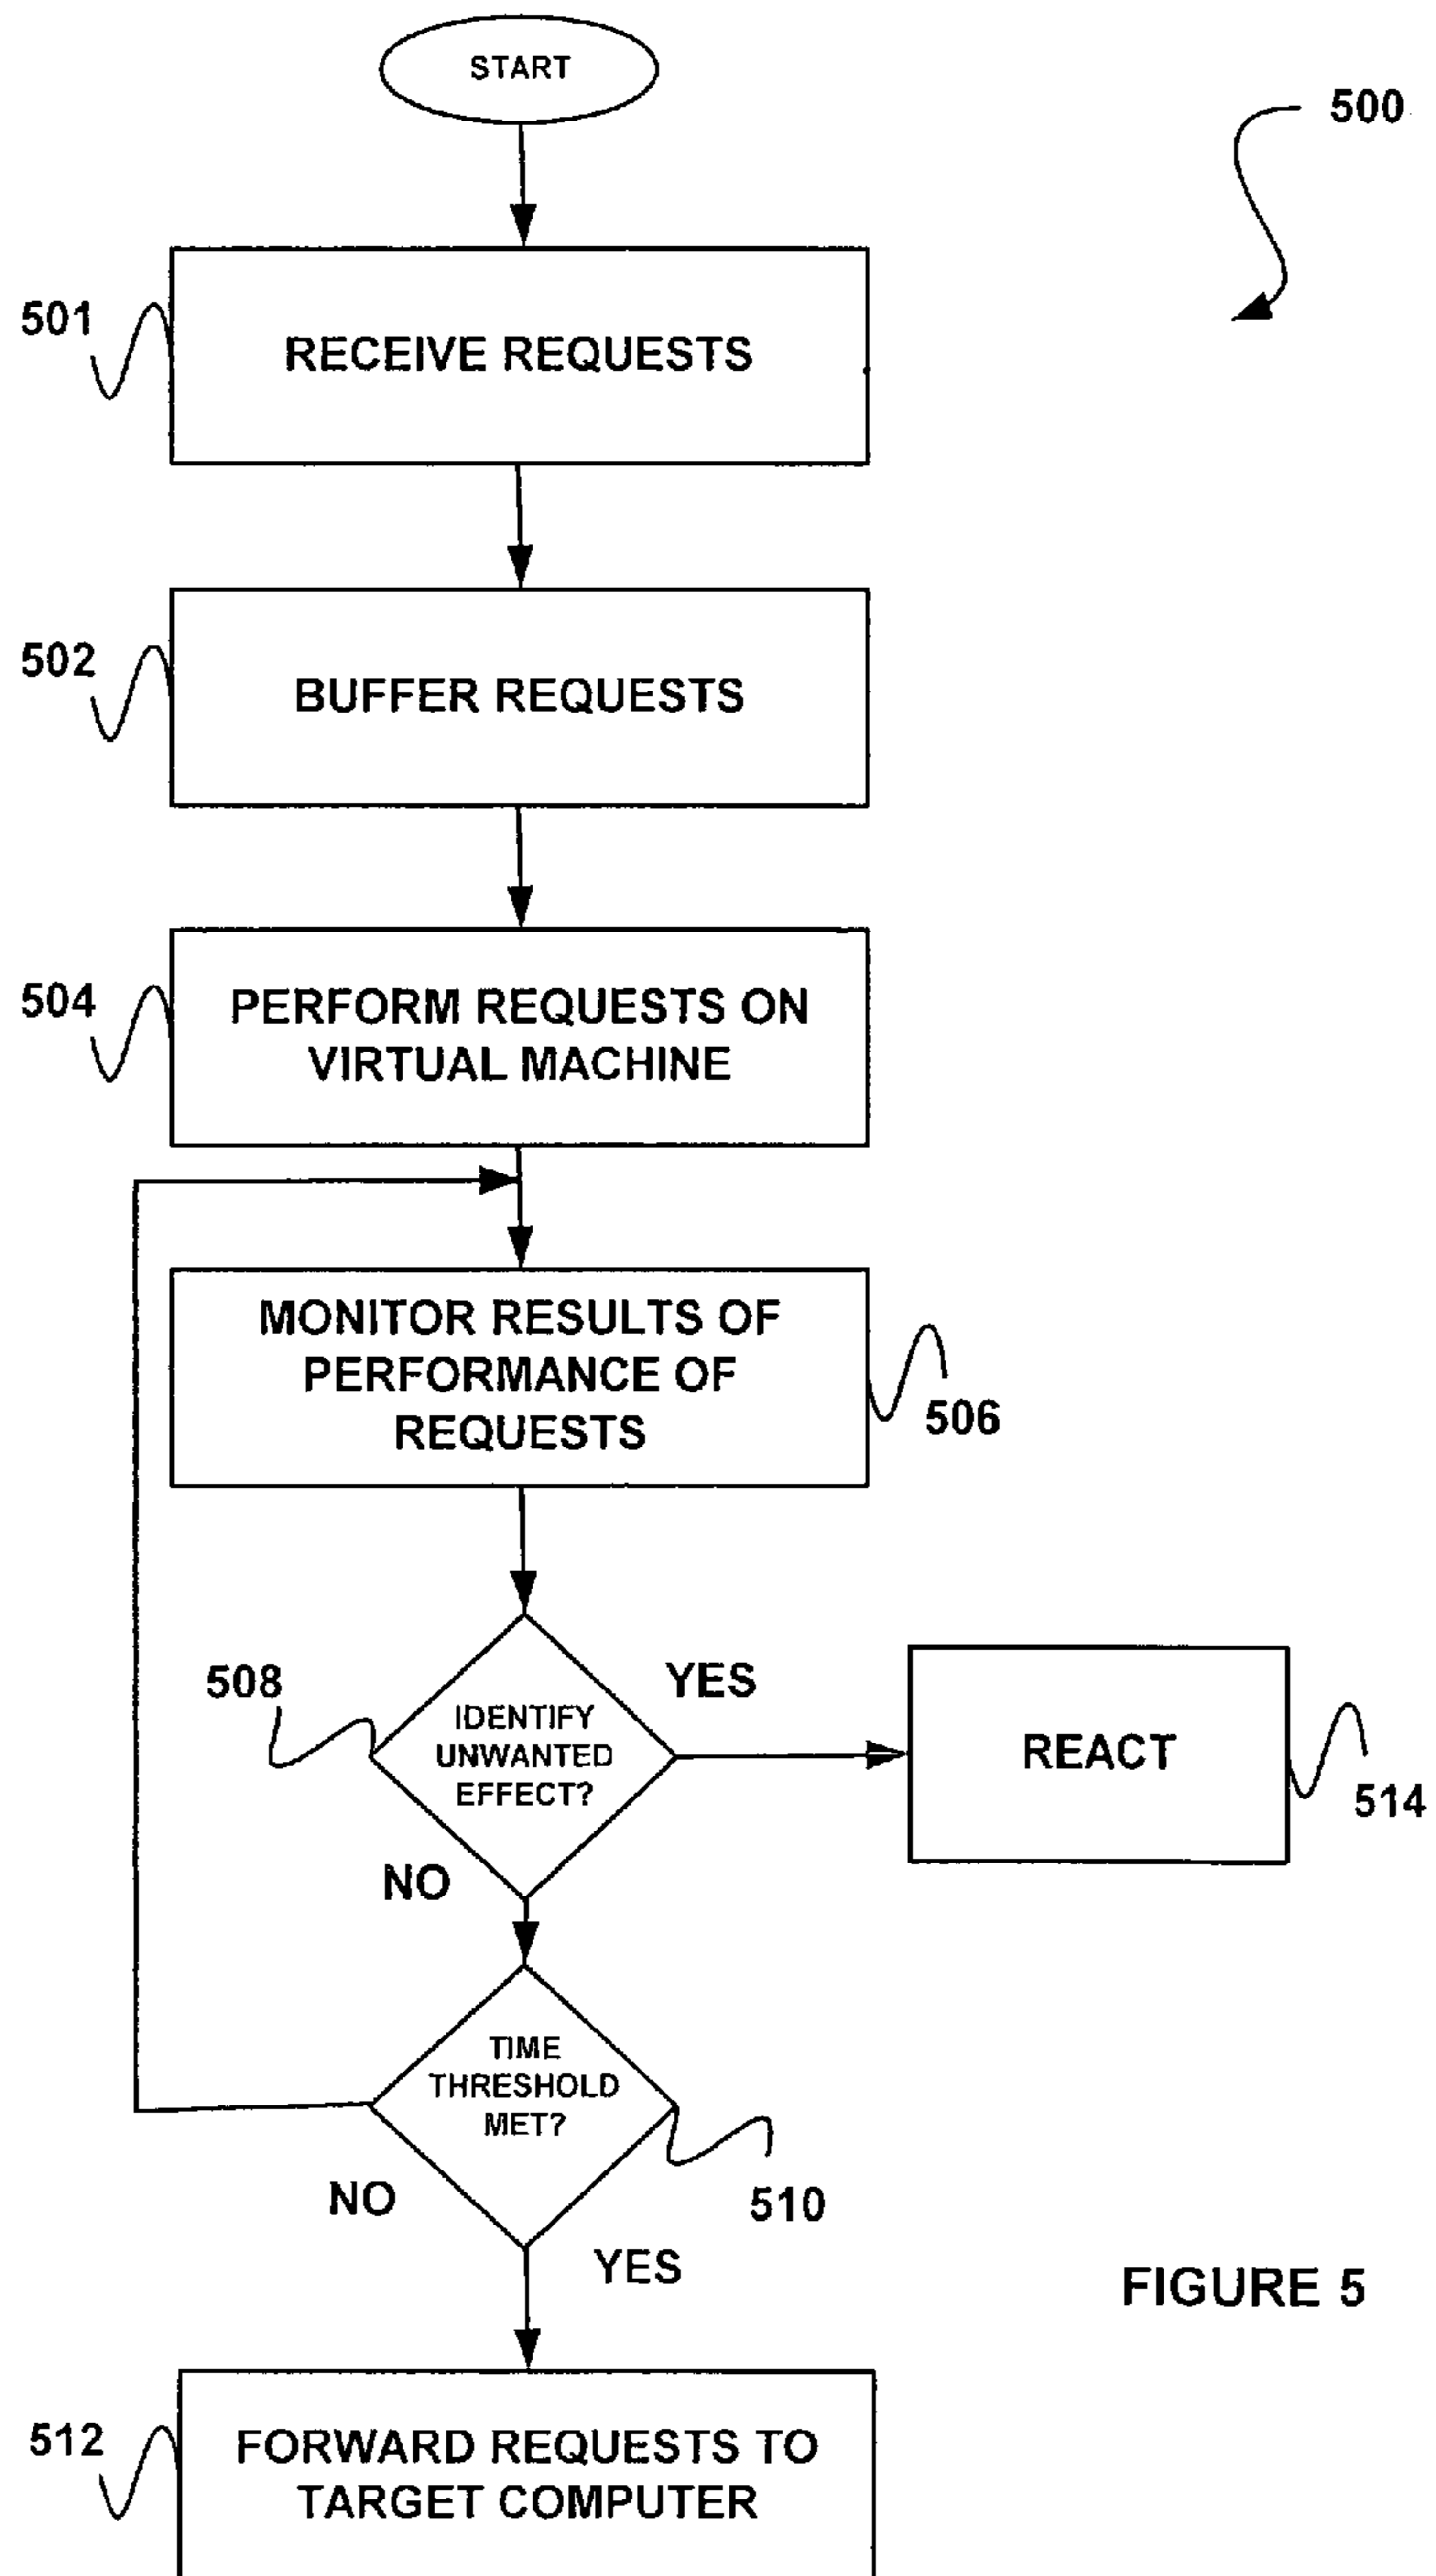 START
500
501
RECEIVE REQUESTS
502
BUFFER REQUESTS
504
PERFORM REQUESTS ON
VIRTUAL MACHINE
MONITOR RESULTS OF
PERFORMANCE OF
REQUESTS
506
508
IDENTIFY
UNWANTED
EFFECT?
YES
REACT
514
NO
TIME
THRESHOLD
MET?
510
NO
YES
FIGURE 5
512
FORWARD REQUESTS TO
TARGET COMPUTER